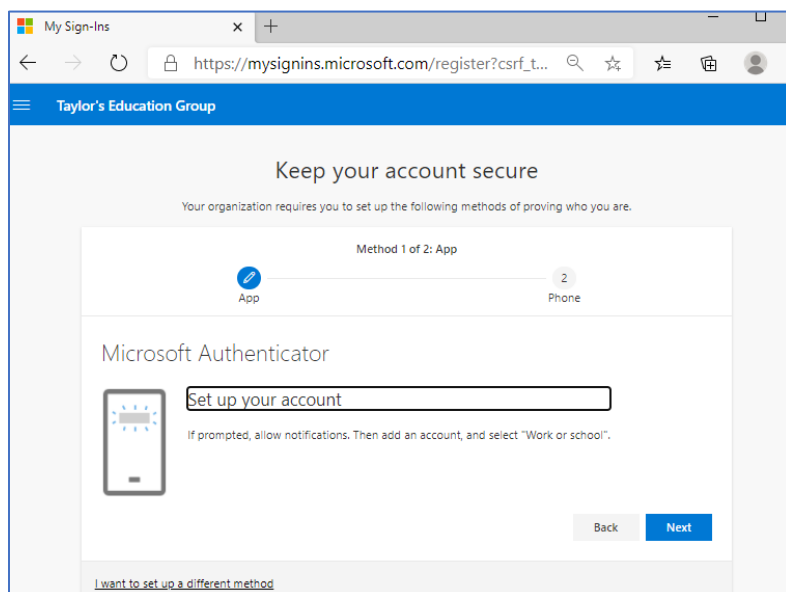 My Sign-Ins
https://mysignins.microsoft.com/register?csrf_t...
Taylor's Education Group
Keep your account secure
Your organization requires you to set up the following methods of proving who you are.
Method 1 of 2: App
2
App
Phone
Microsoft Authenticator
Set up your account
If prompted, allow notifications. Then add an account, and select "Work or school".
Back
Next
I want to set up a different method